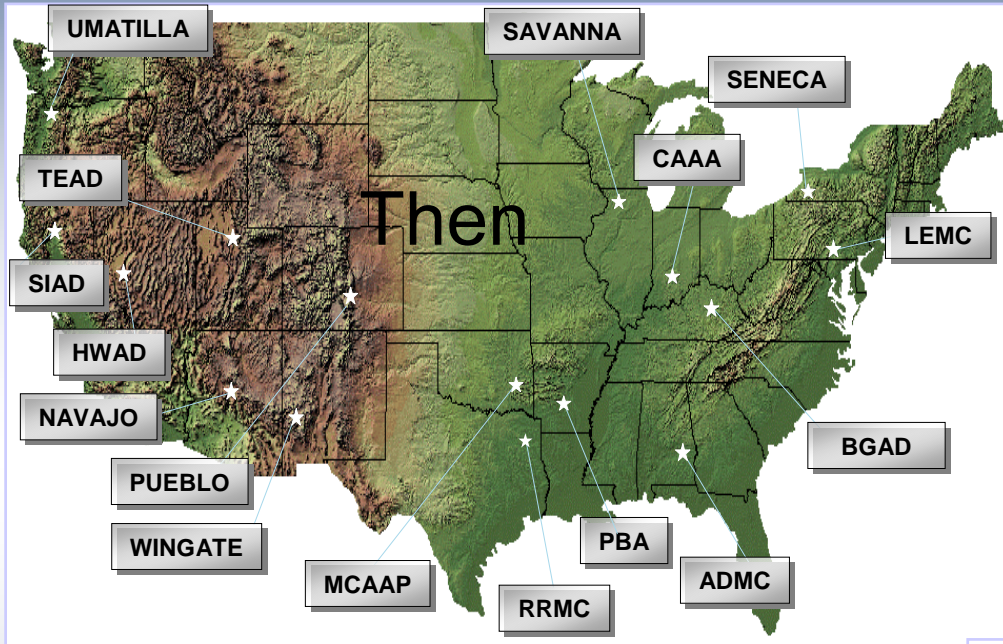 UMATILLA
SAVANNA
SENECA
CAAA
TEAD
Then
LEMC
SIAD
HWAD
NAVAJO
BGAD
PUEBLO
WINGATE
PBA
MCAAP
ADMC
RRMC